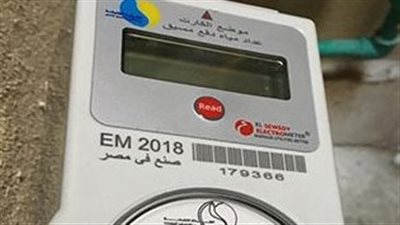 موضع الكارت
عداد مياه دفع مسبق
Read
EL SEWEDY
ELECTROMETER®
EM 2018
صنع في مصر
179366